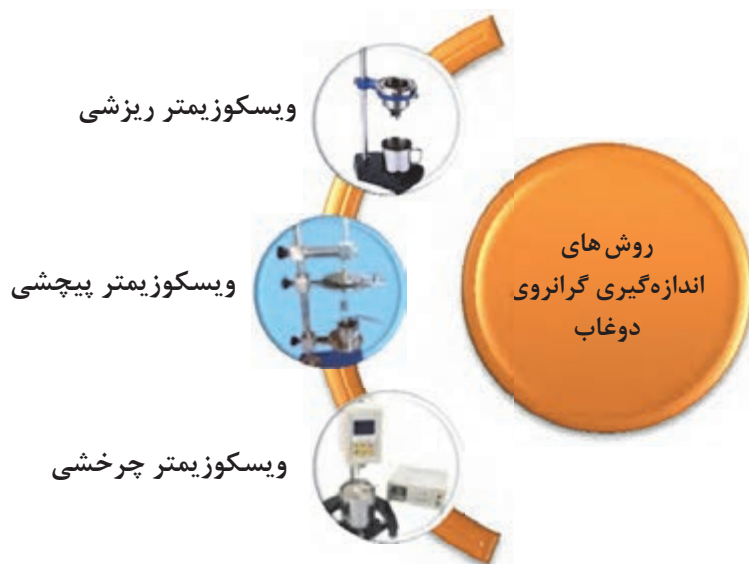 روش های
اندازه‌گیری گرانروی
دوغاب
ویسکوزیمتر ریزشی
ویسکوزیمتر پیچشی
ویسکوزیمتر چرخشی